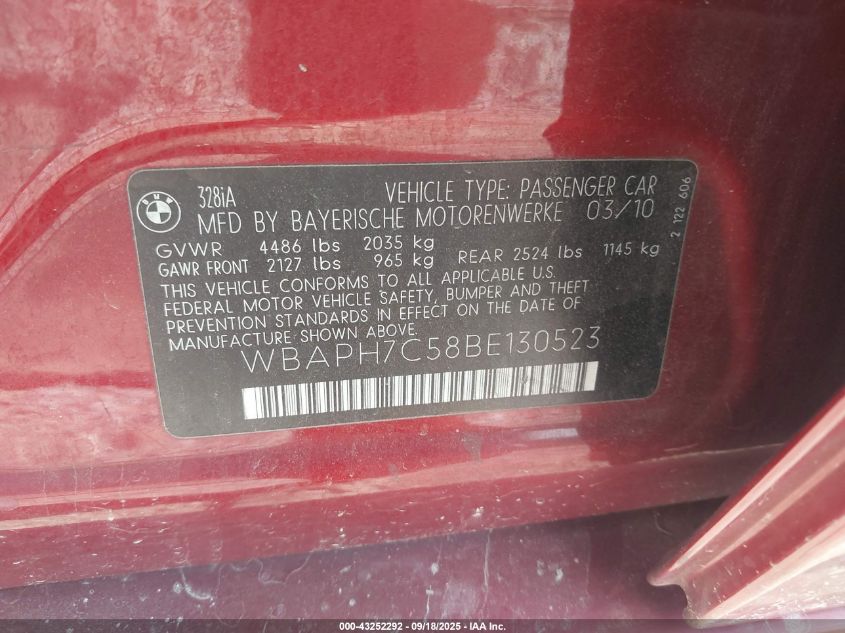 BMW
328iA VEHICLE TYPE: PASSENGER CAR
MFD BY BAYERISCHE MOTORENWERKE 03/10
GVWR 4486 lbs 2035 kg
GAWR FRONT 2127 lbs 965 kg REAR 2524 lbs 1145 kg
THIS VEHICLE CONFORMS TO ALL APPLICABLE U.S.
FEDERAL MOTOR VEHICLE SAFETY, BUMPER AND THEFT
PREVENTION STANDARDS IN EFFECT ON THE DATE OF
MANUFACTURE SHOWN ABOVE.
WBAPH7C58BE130523
2 122 606
000-43252292 - 09/18/2025 - IAA Inc.